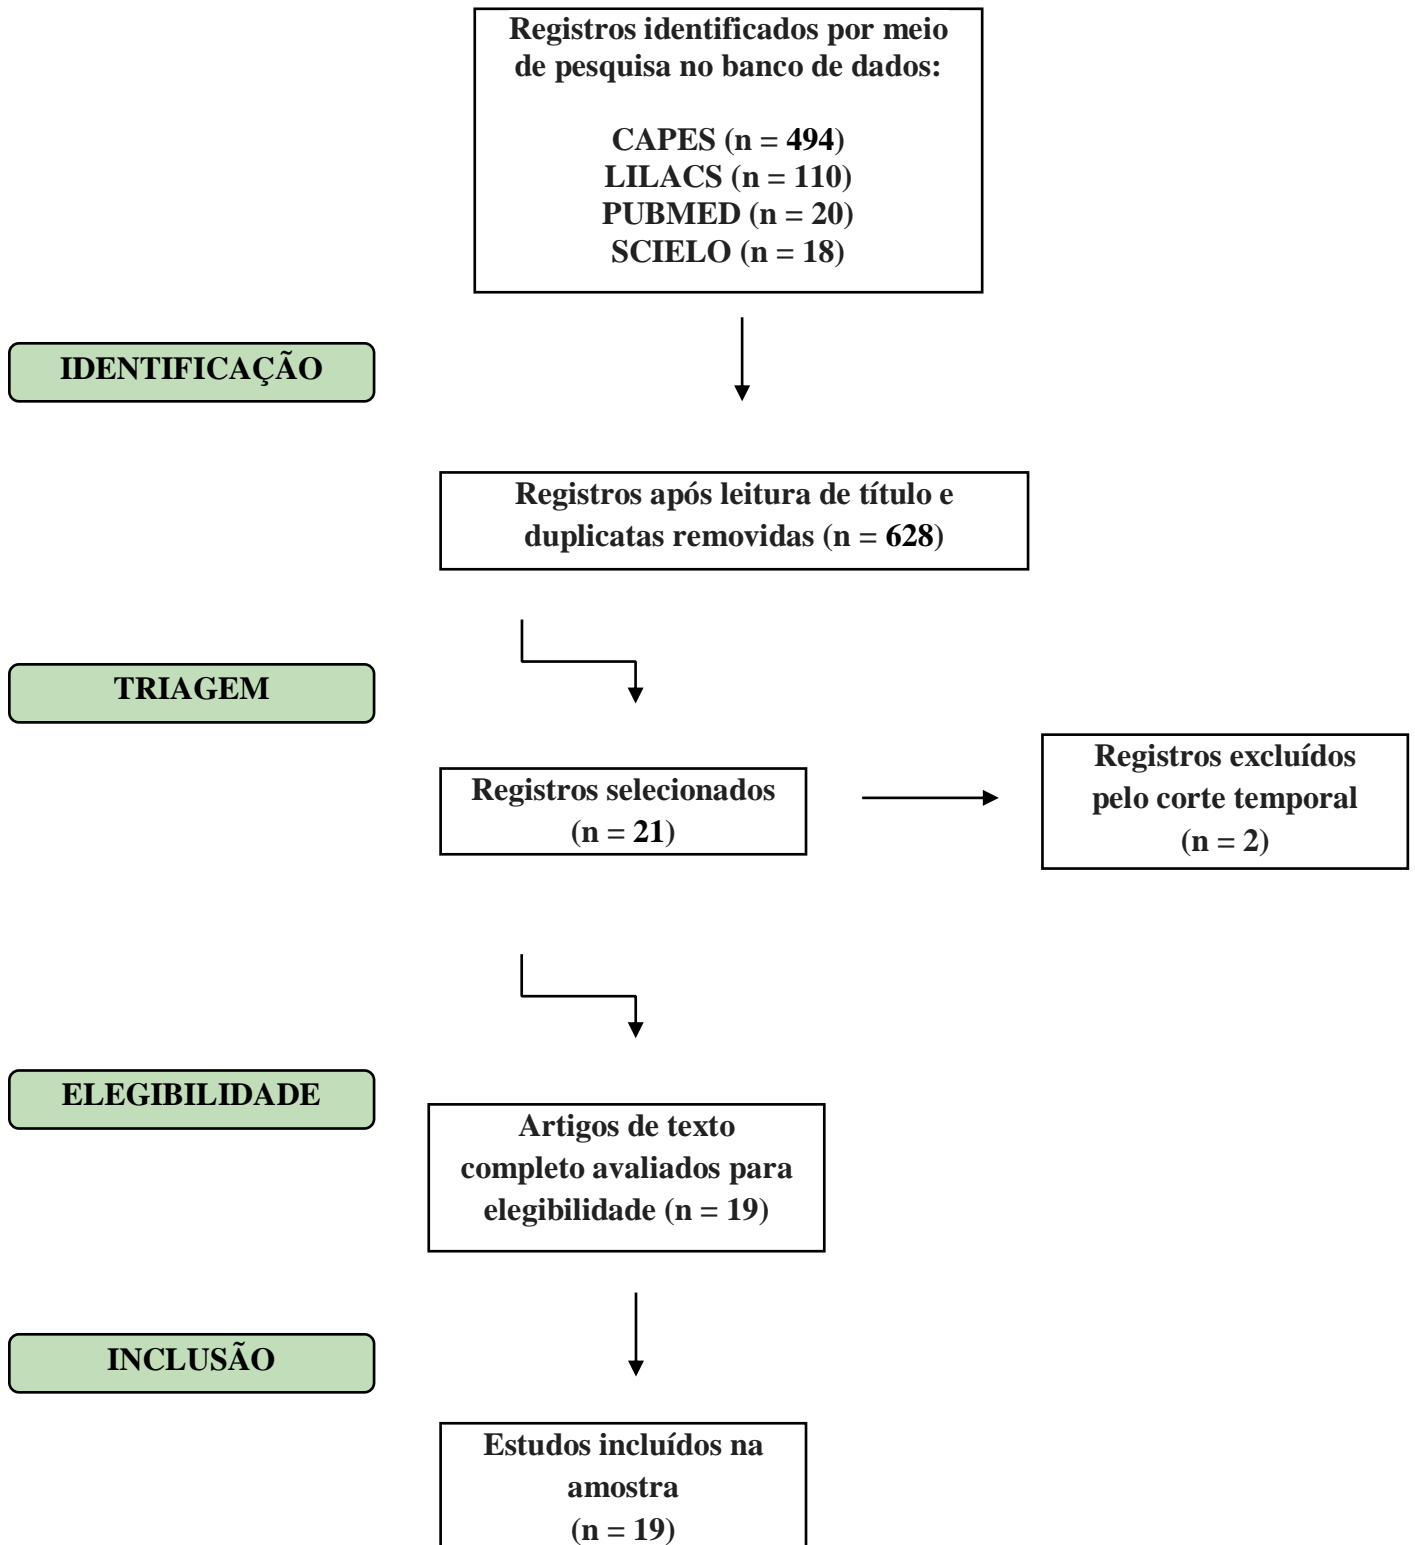 Registros identificados por meio
de pesquisa no banco de dados:
CAPES (n = 494)
LILACS (n = 110)
PUBMED (n = 20)
SCIELO (n = 18)
IDENTIFICAÇÃO
Registros após leitura de título e
duplicatas removidas (n = 628)
TRIAGEM
Registros selecionados
(n = 21)
Registros excluídos
pelo corte temporal
(n = 2)
ELEGIBILIDADE
Artigos de texto
completo avaliados para
elegibilidade (n = 19)
INCLUSÃO
Estudos incluídos na
amostra
(n = 19)